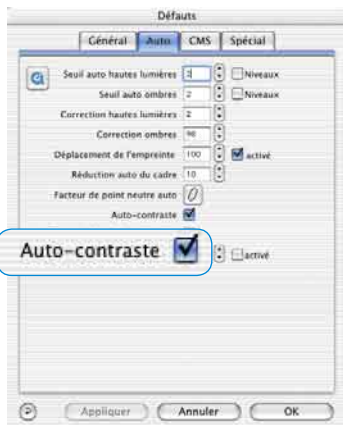 Défauts
Général Auto CMS Spécial
Seuil auto hautes lumières 2 Niveaux
Seuil auto ombres 2 Niveaux
Correction hautes lumières 2
Correction ombres 98
Déplacement de l'empreinte 100 activé
Réduction auto du cadre 10
Facteur de point neutre auto 0
Auto-contraste
Auto-contraste activé
Appliquer Annuler OK